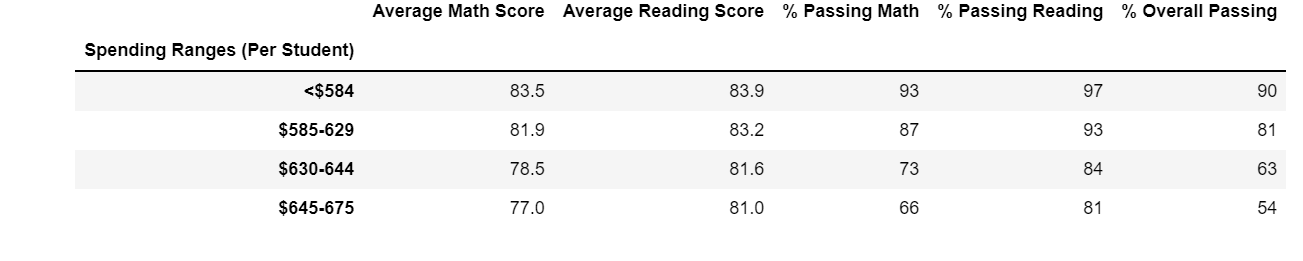 Average Math Score Average Reading Score % Passing Math % Passing Reading % Overall Passing
Spending Ranges (Per Student)
<$584 83.5 83.9 93 97 90
$585-629 81.9 83.2 87 93 81
$630-644 78.5 81.6 73 84 63
$645-675 77.0 81.0 66 81 54